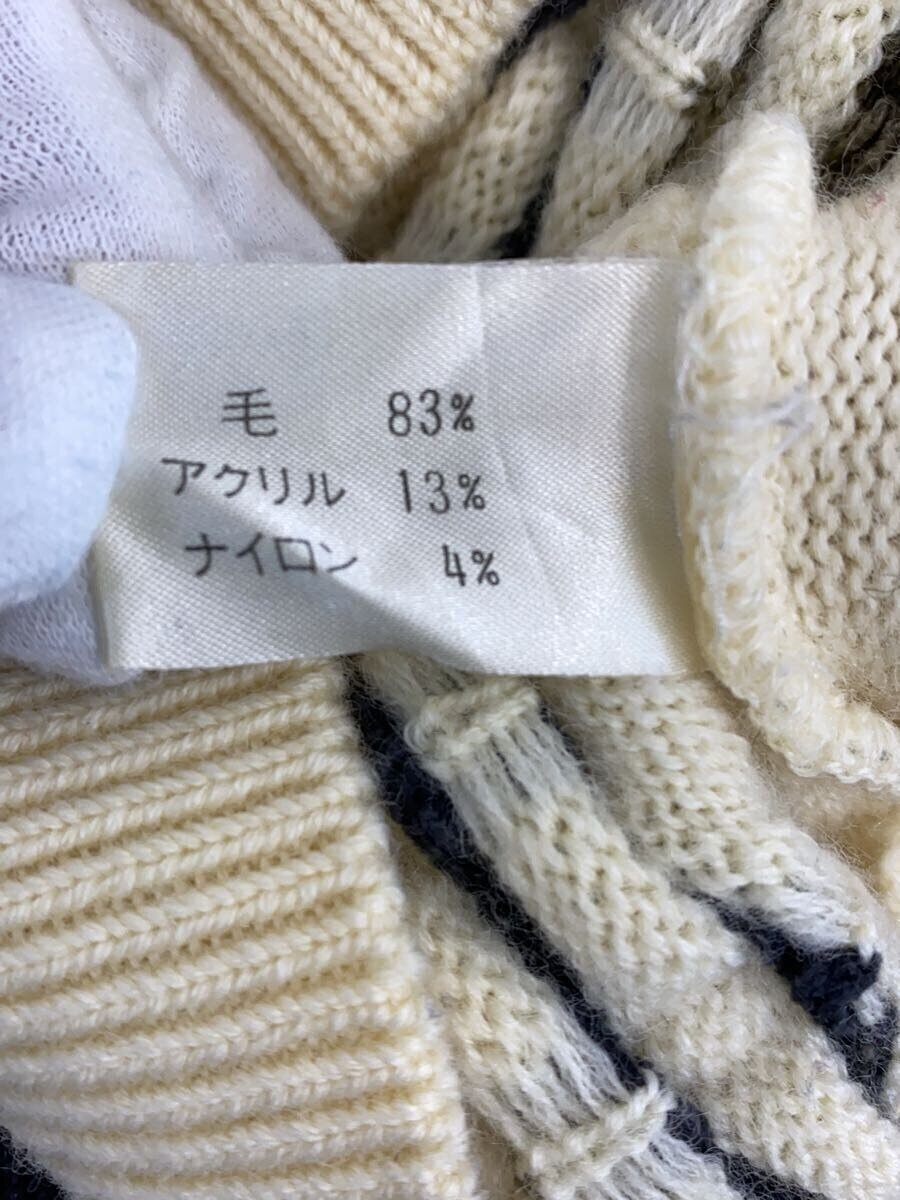 毛 83%
アクリル 13%
ナイロン 4%